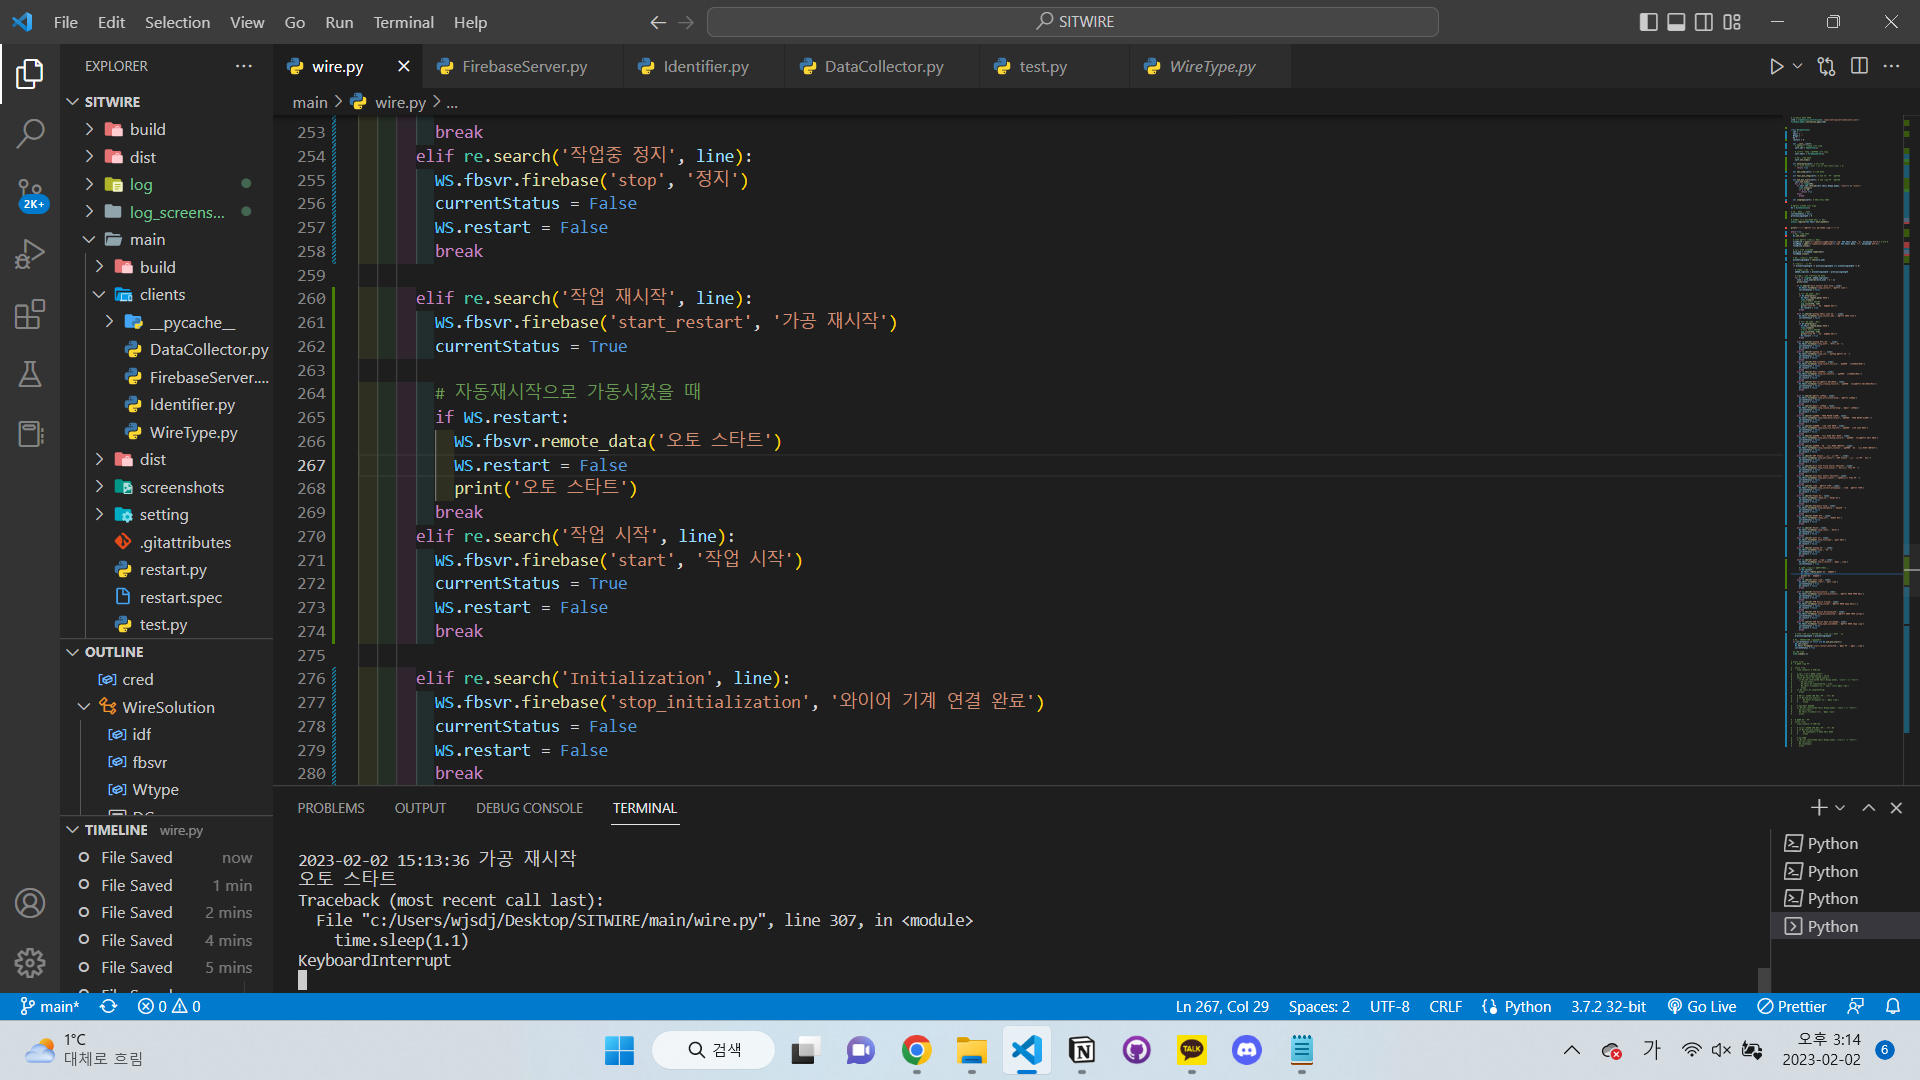 File Edit Selection View Go Run Terminal Help
SITWIRE
EXPLORER
SITWIRE
build
dist
log
log_screens...
main
build
clients
__pycache__
DataCollector.py
FirebaseServer....
Identifier.py
WireType.py
dist
screenshots
setting
.gitattributes
restart.py
restart.spec
test.py
OUTLINE
cred
WireSolution
idf
fbsvr
Wtype
TIMELINE wire.py
File Saved now
File Saved 1 min
File Saved 2 mins
File Saved 4 mins
File Saved 5 mins
2K+
wire.py FirebaseServer.py Identifier.py DataCollector.py test.py WireType.py
main > wire.py > ...
253 break
254 elif re.search('작업중 정지', line):
255 WS.fbsvr.firebase('stop', '정지')
256 currentStatus = False
257 WS.restart = False
258 break
259
260 elif re.search('작업 재시작', line):
261 WS.fbsvr.firebase('start_restart', '가공 재시작')
262 currentStatus = True
263
264 # 자동재시작으로 가동시켰을 때
265 if WS.restart:
266 WS.fbsvr.remote_data('오토 스타트')
267 WS.restart = False
268 print('오토 스타트')
269 break
270 elif re.search('작업 시작', line):
271 WS.fbsvr.firebase('start', '작업 시작')
272 currentStatus = True
273 WS.restart = False
274 break
275
276 elif re.search('Initialization', line):
277 WS.fbsvr.firebase('stop_initialization', '와이어 기계 연결 완료')
278 currentStatus = False
279 WS.restart = False
280 break
PROBLEMS OUTPUT DEBUG CONSOLE TERMINAL
2023-02-02 15:13:36 가공 재시작
오토 스타트
Traceback (most recent call last):
File "c:/Users/wjsdj/Desktop/SITWIRE/main/wire.py", line 307, in <module>
time.sleep(1.1)
KeyboardInterrupt
Python
Python
Python
Python
main* 0 0 Ln 267, Col 29 Spaces: 2 UTF-8 CRLF Python 3.7.2 32-bit Go Live Prettier
1°C
대체로 흐림
검색
TALK
가
오후 3:14
2023-02-02
6